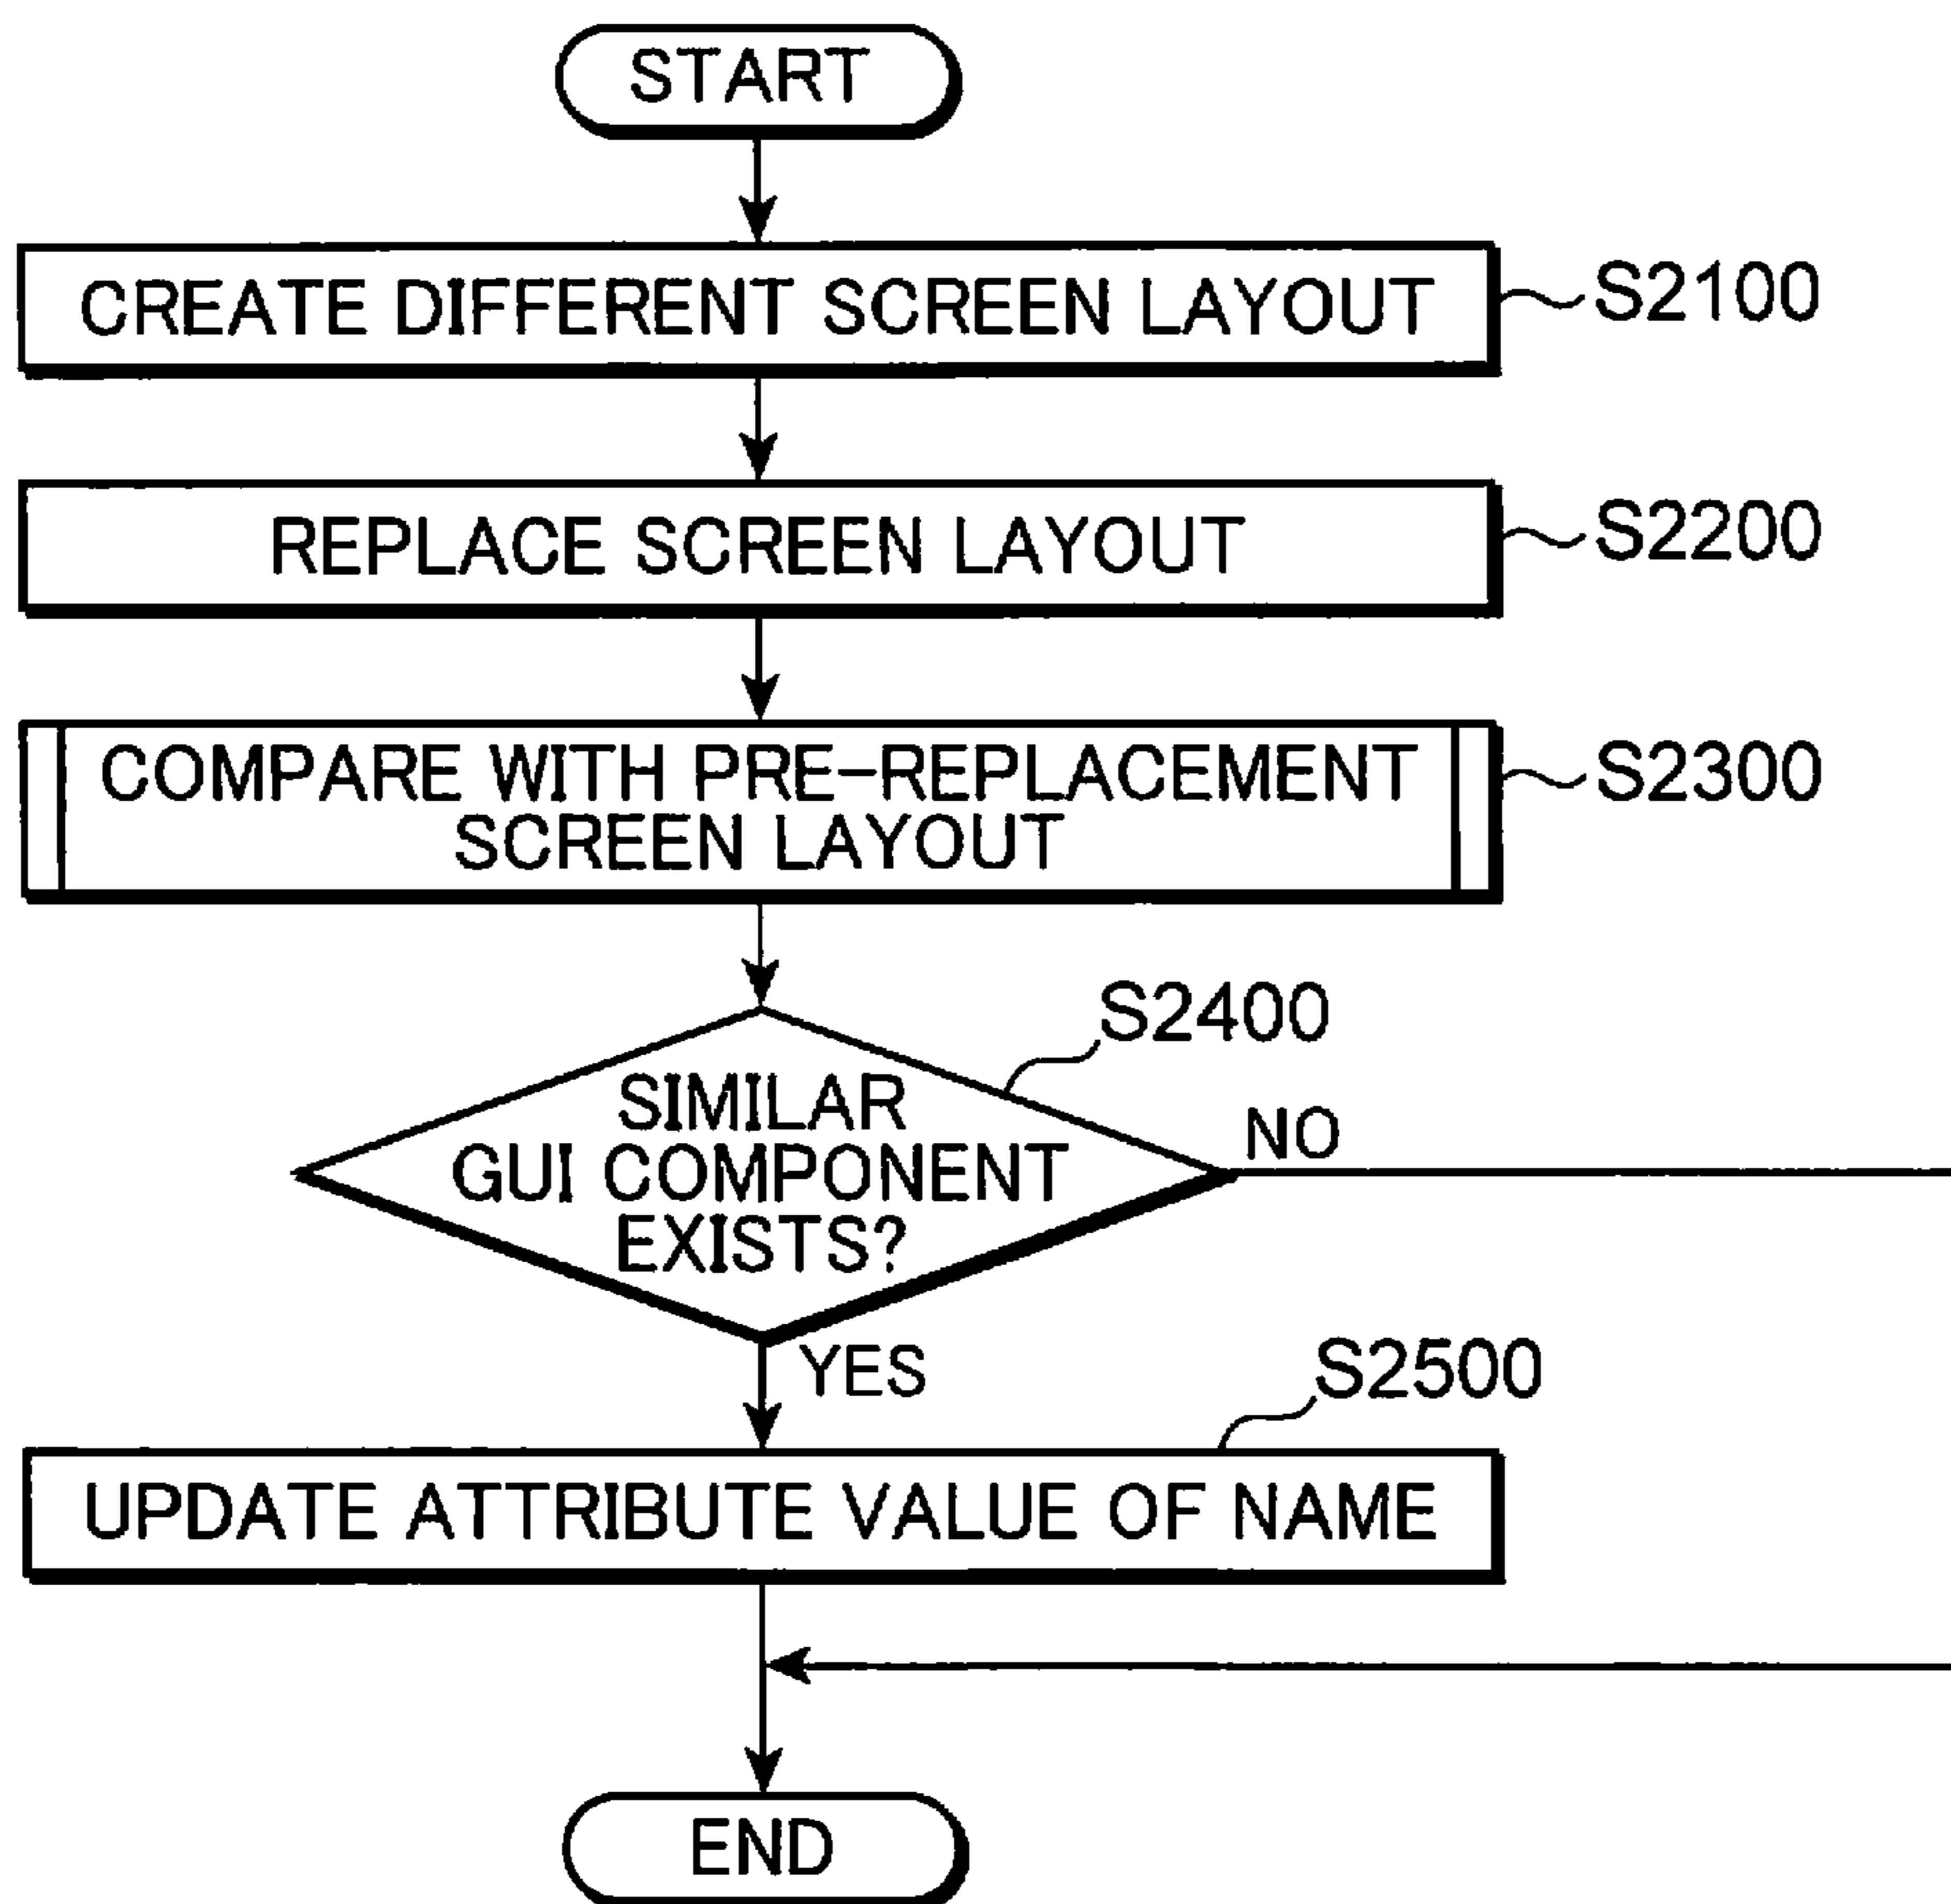 START
CREATE DIFFERENT SCREEN LAYOUT
S2100
REPLACE SCREEN LAYOUT
S2200
COMPARE WITH PRE-REPLACEMENT
SCREEN LAYOUT
S2300
S2400
SIMILAR
GUI COMPONENT
EXISTS?
NO
YES
S2500
UPDATE ATTRIBUTE VALUE OF NAME
END